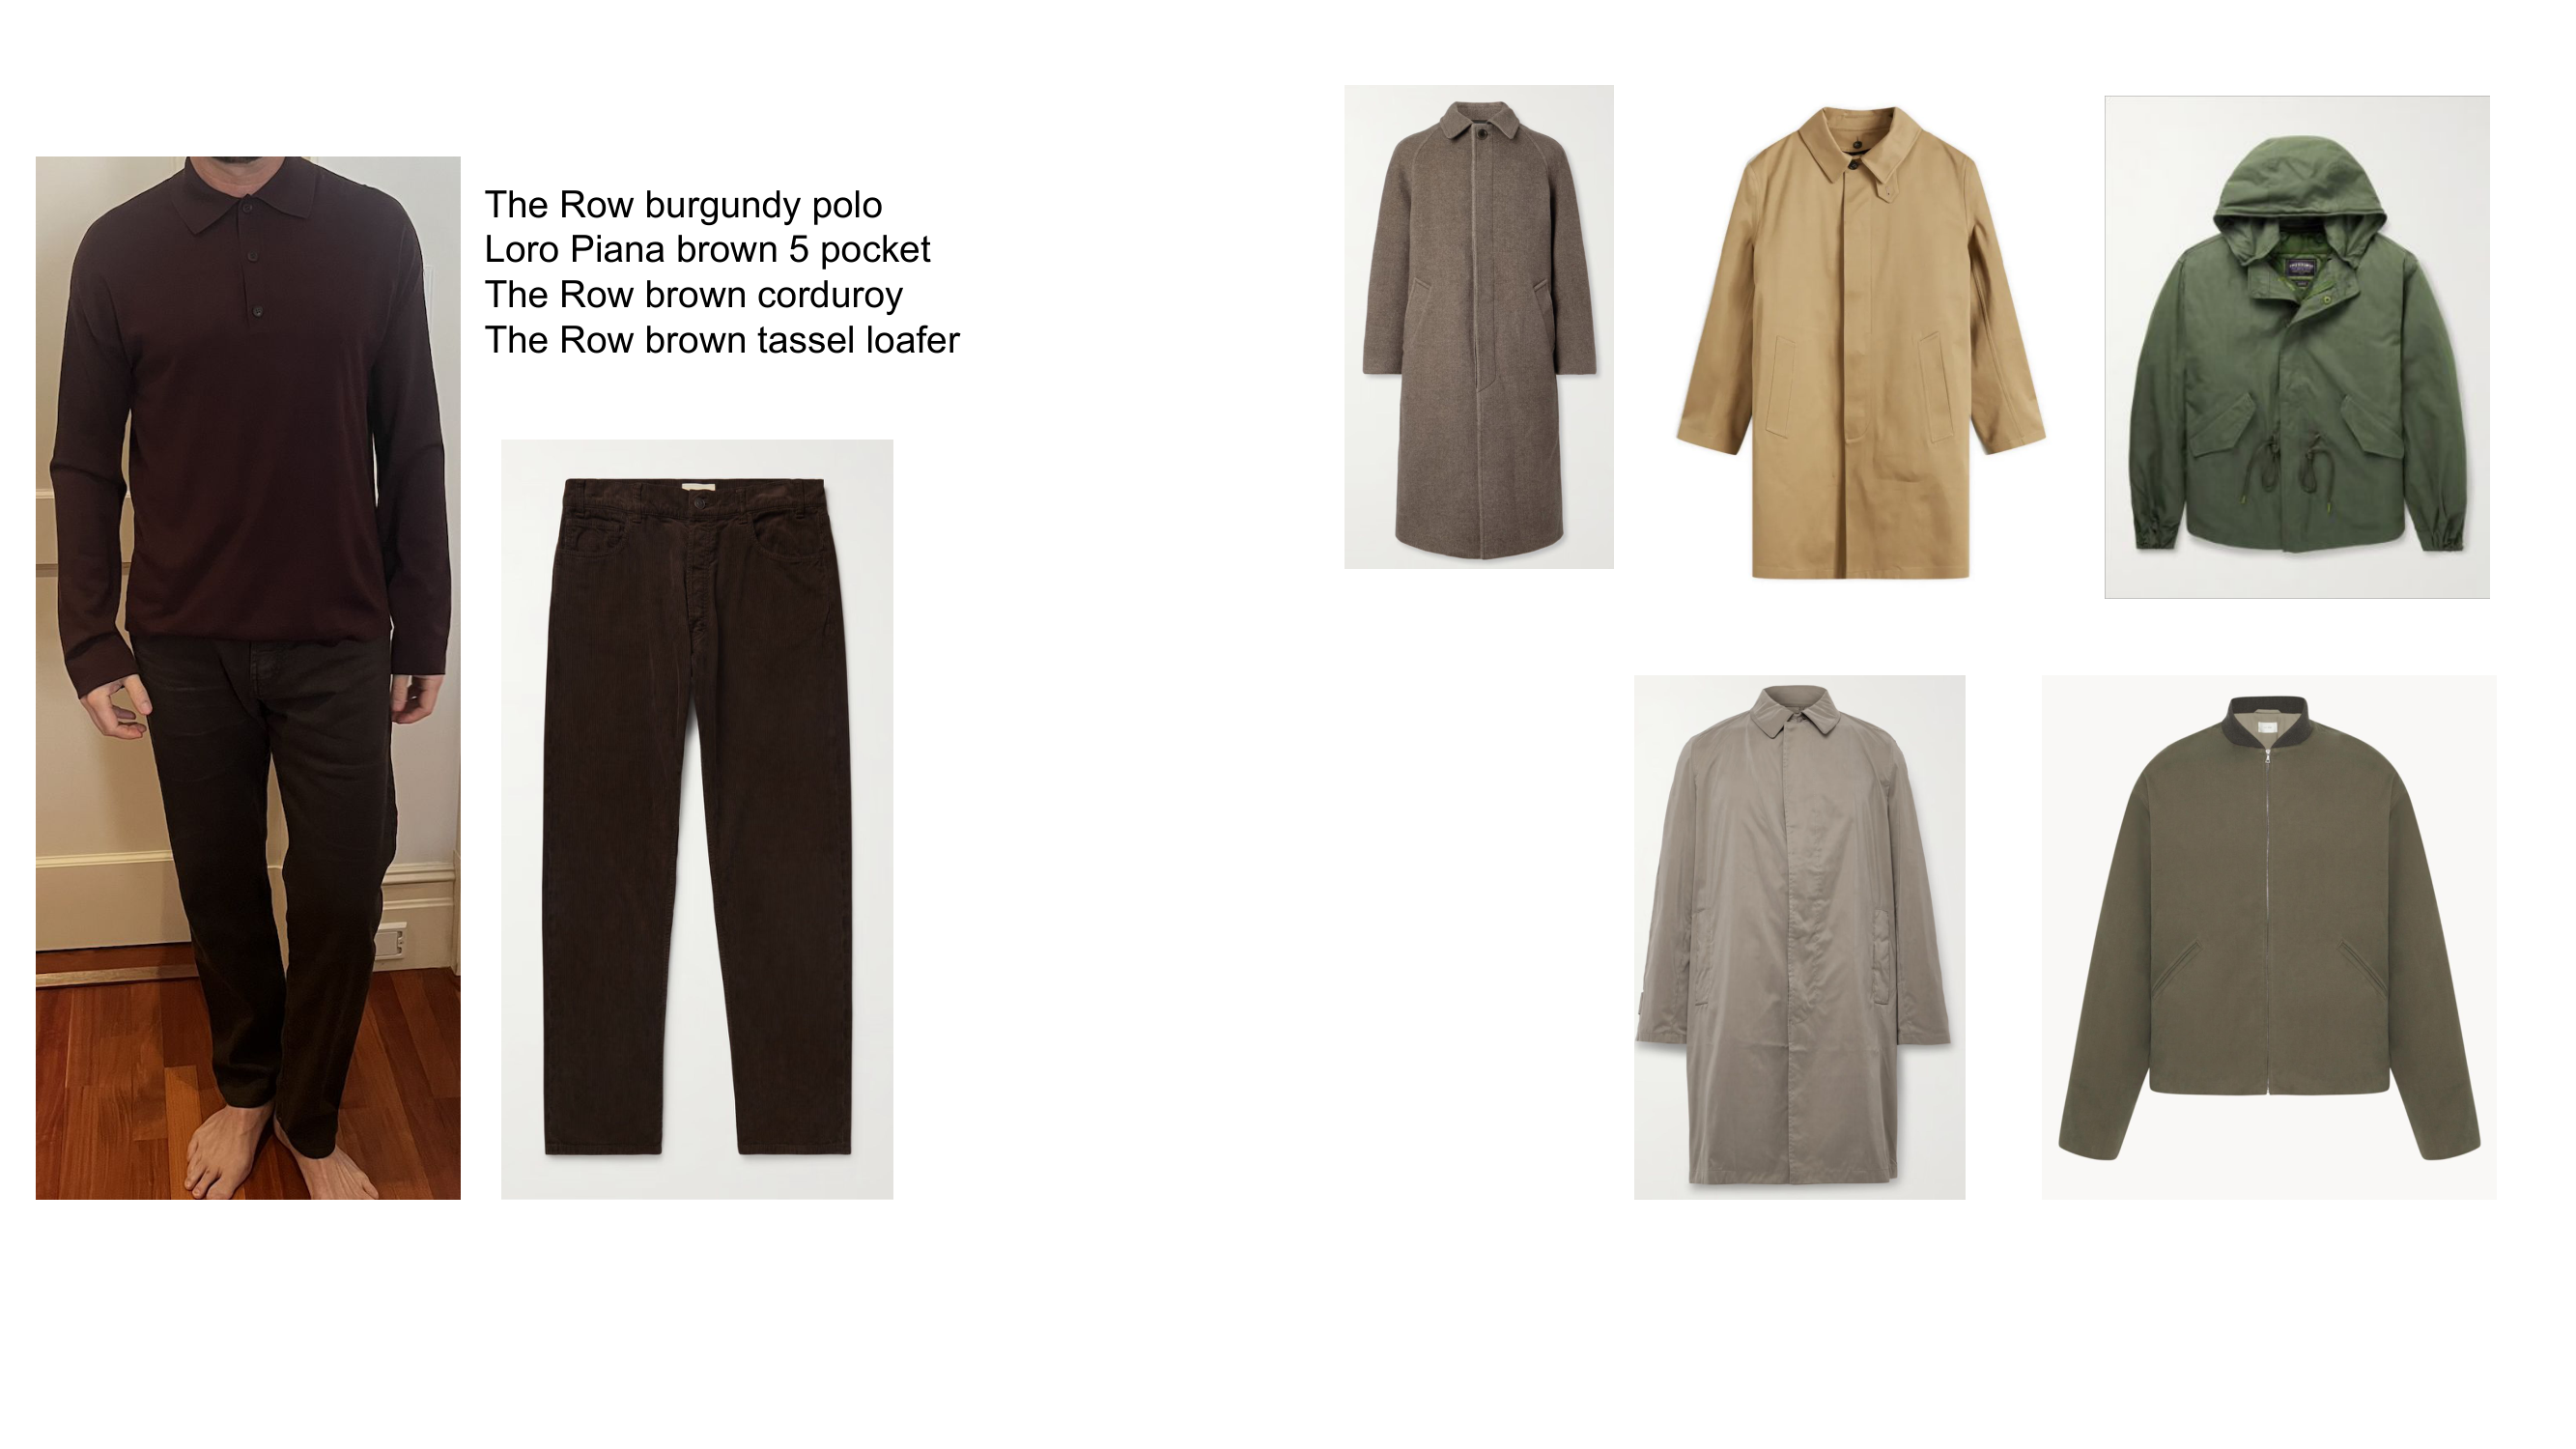 The Row burgundy polo
Loro Piana brown 5 pocket
The Row brown corduroy
The Row brown tassel loafer